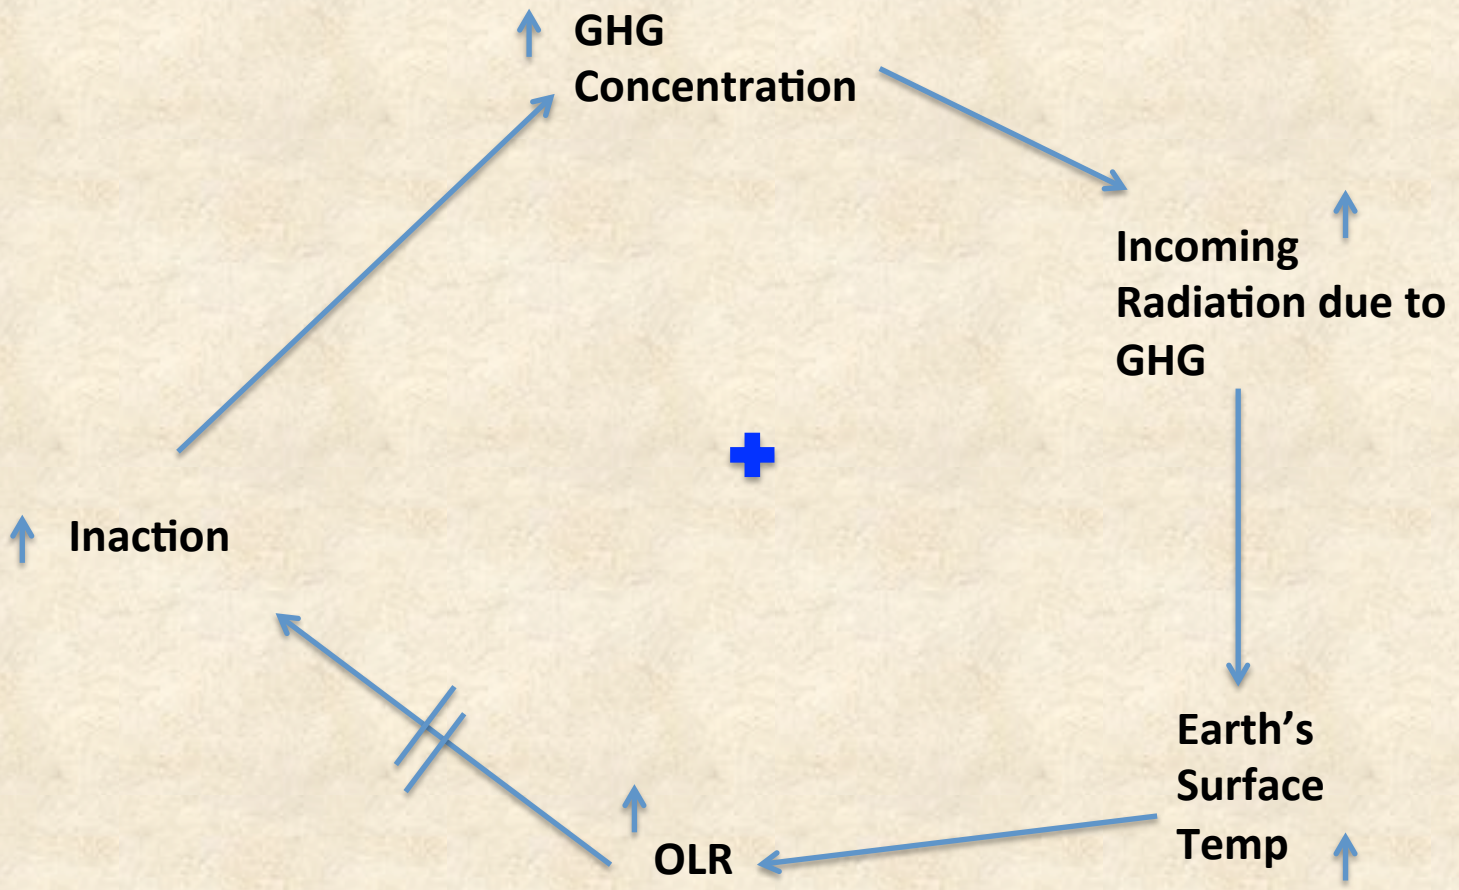 GHG
Concentration
Incoming
Radiation due to
GHG
Inaction
Earth's
Surface
Temp
OLR